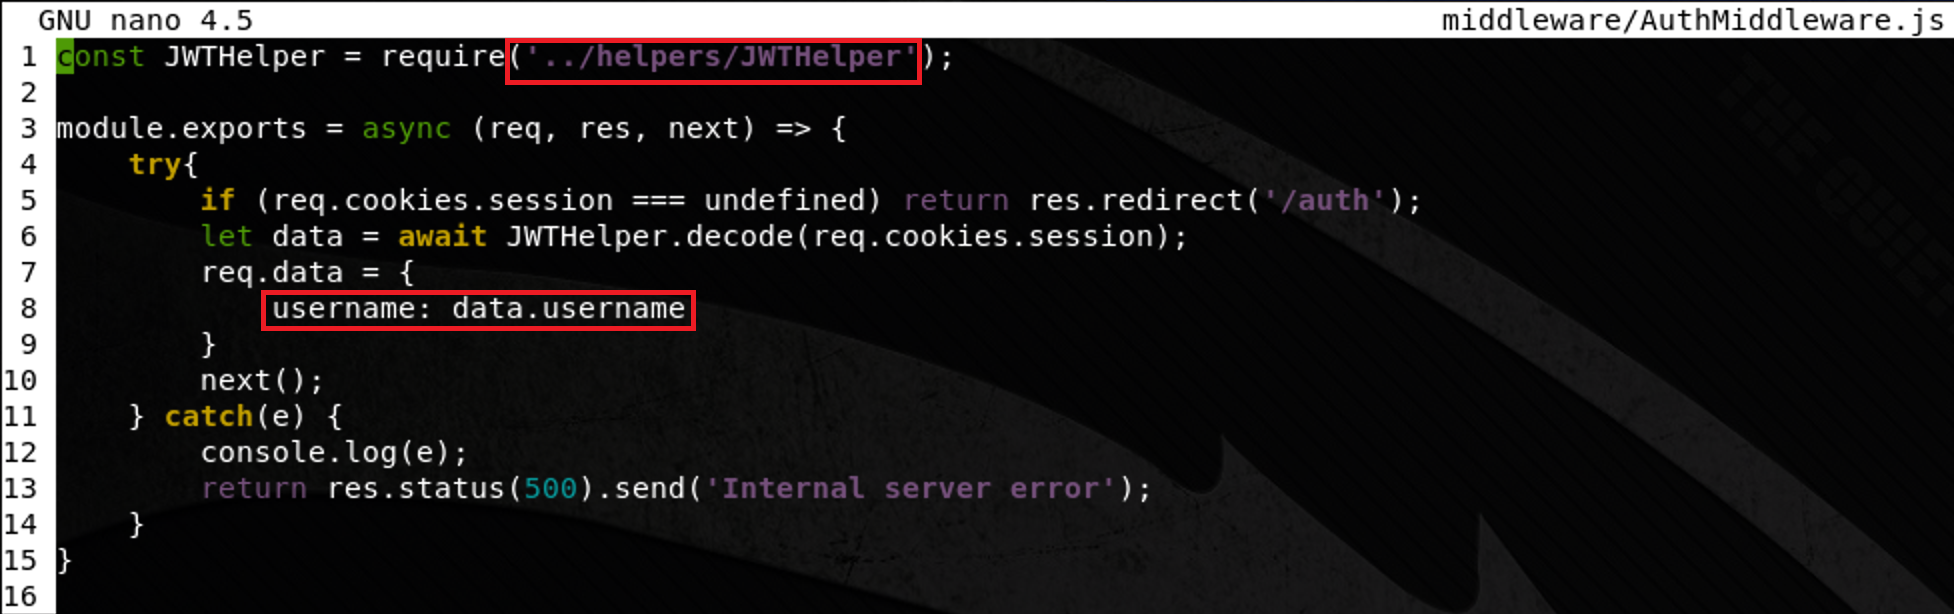 GNU nano 4.5 middleware/AuthMiddleware.js
1 const JWTHelper = require('../helpers/JWTHelper');
2
3 module.exports = async (req, res, next) => {
4     try{
5         if (req.cookies.session === undefined) return res.redirect('/auth');
6         let data = await JWTHelper.decode(req.cookies.session);
7         req.data = {
8             username: data.username
9         }
10         next();
11     } catch(e) {
12         console.log(e);
13         return res.status(500).send('Internal server error');
14     }
15 }
16